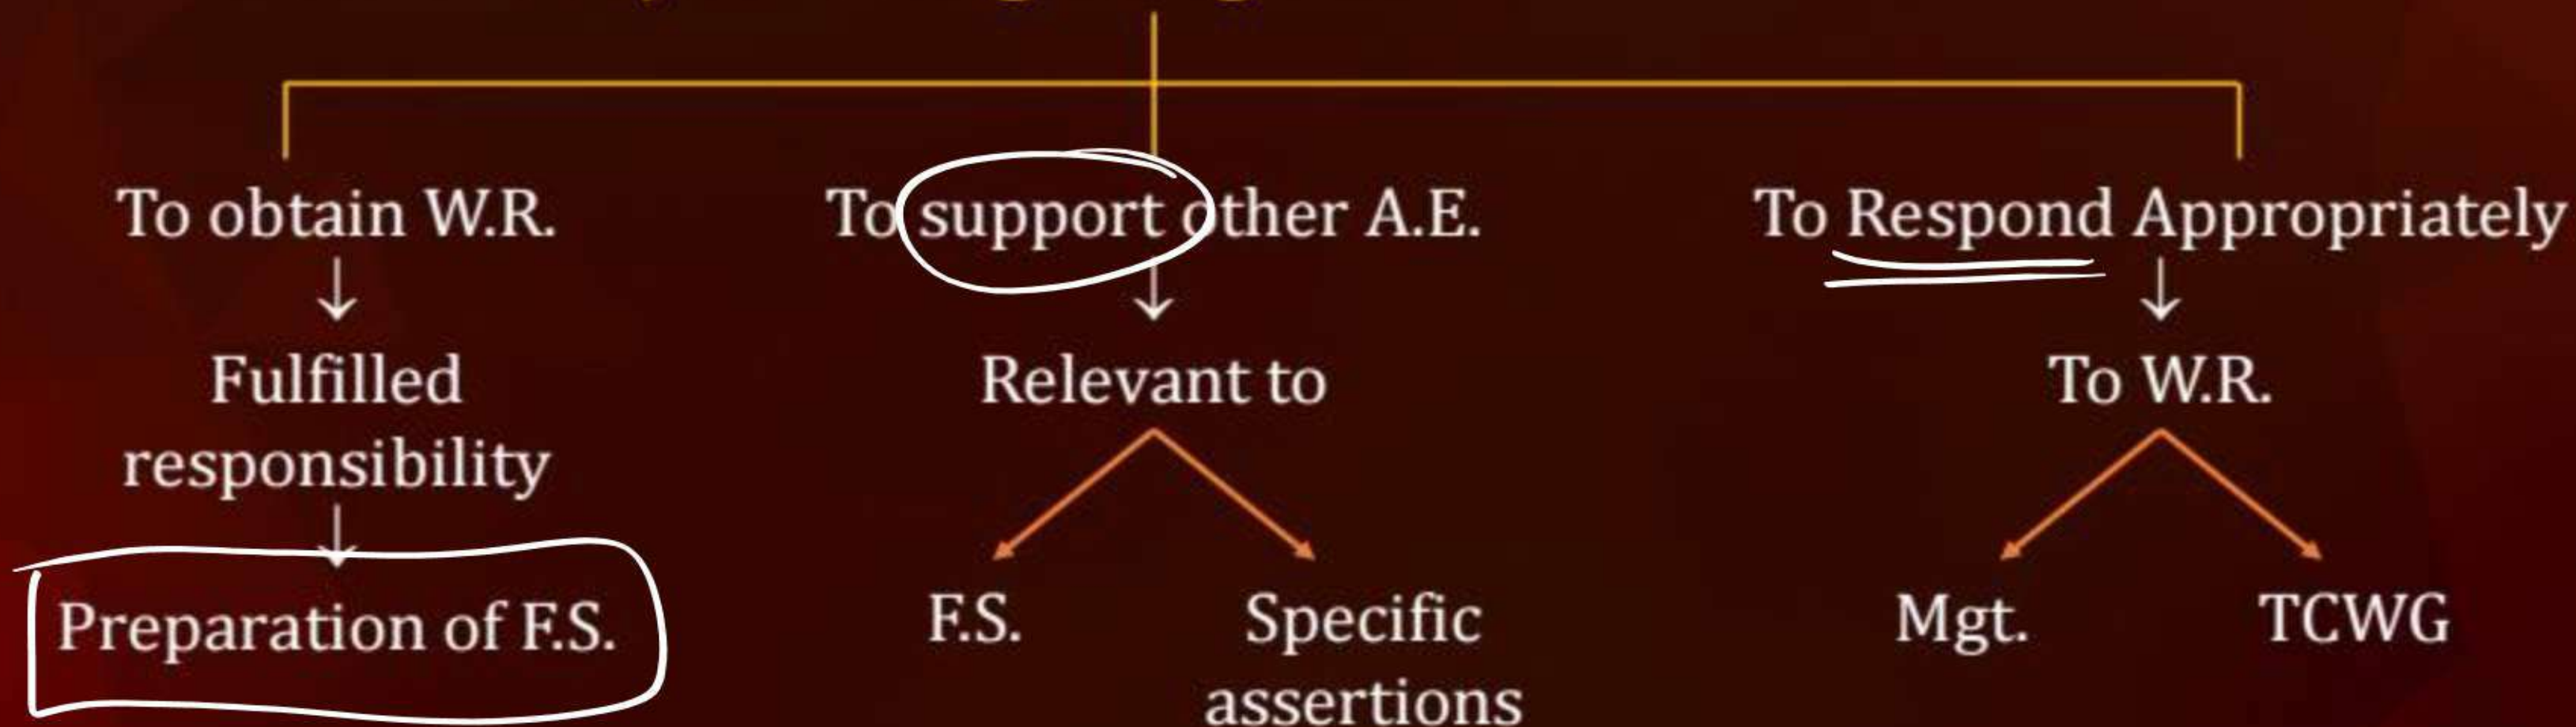 To obtain W.R.
Fulfilled
responsibility
Preparation of F.S.
To support other A.E.
Relevant to
F.S.
Specific
assertions
To Respond Appropriately
To W.R.
Mgt.
TCWG